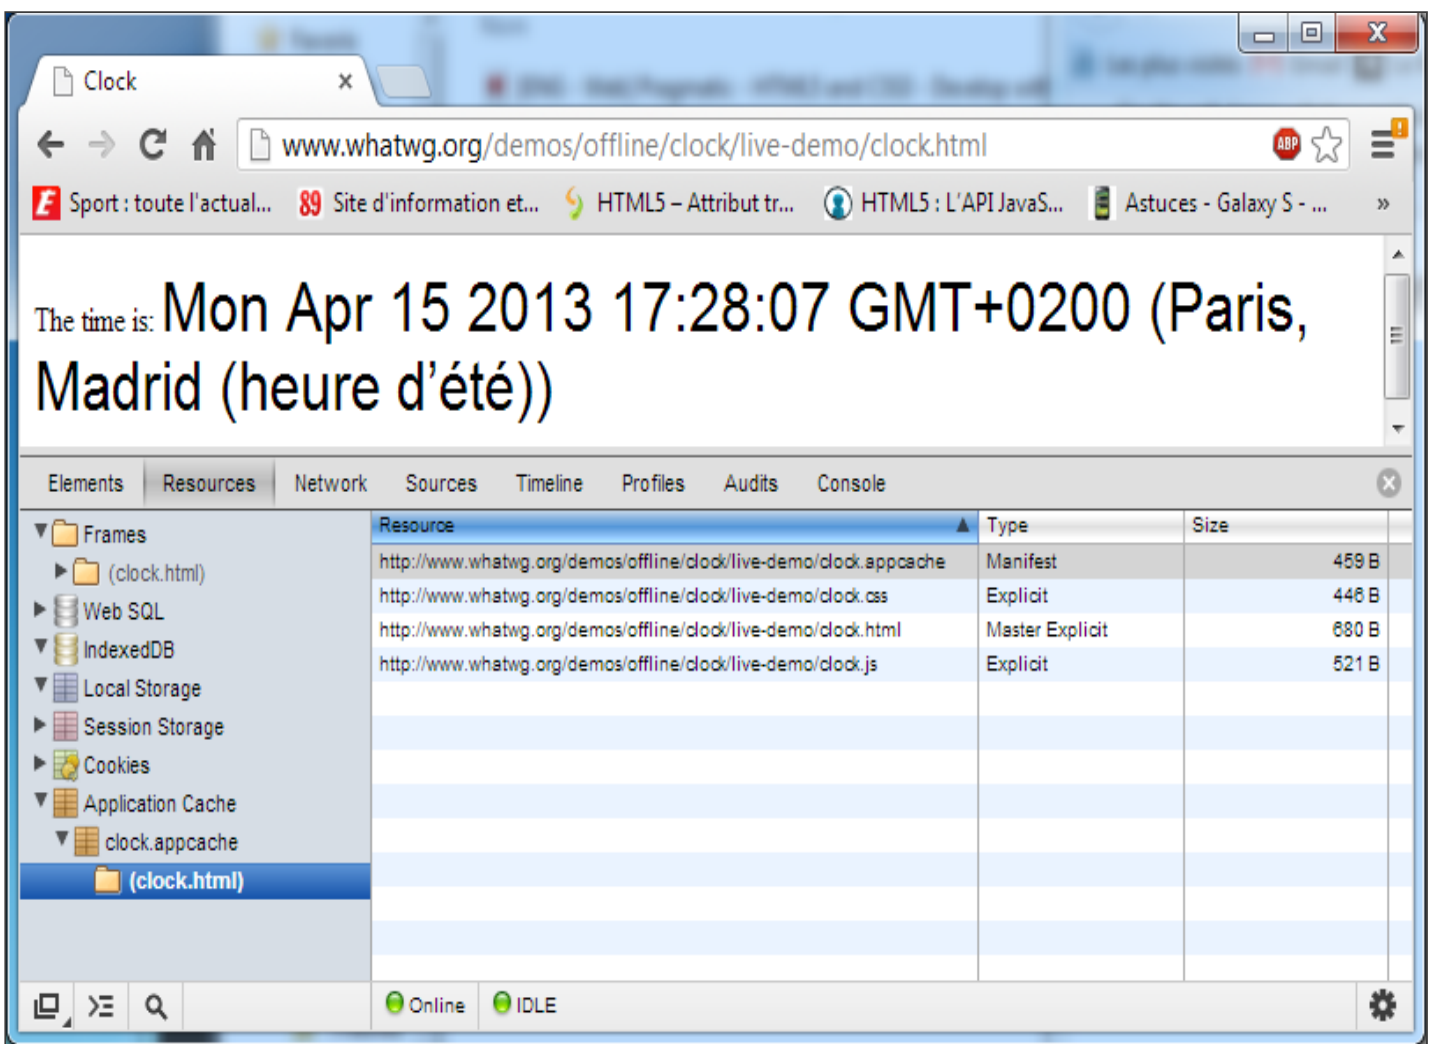 Clock
www.whatwg.org/demos/offline/clock/live-demo/clock.html
ABP
Sport : toute l'actual... 89 Site d'information et... HTML5 – Attribut tr... HTML5 : L'API JavaS... Astuces - Galaxy S - ... »
The time is: Mon Apr 15 2013 17:28:07 GMT+0200 (Paris,
Madrid (heure d’été))
Elements Resources Network Sources Timeline Profiles Audits Console
Frames
(clock.html)
Web SQL
IndexedDB
Local Storage
Session Storage
Cookies
Application Cache
clock.appcache
(clock.html)
Resource Type Size
http://www.whatwg.org/demos/offline/clock/live-demo/clock.appcache Manifest 459 B
http://www.whatwg.org/demos/offline/clock/live-demo/clock.css Explicit 446 B
http://www.whatwg.org/demos/offline/clock/live-demo/clock.html Master Explicit 680 B
http://www.whatwg.org/demos/offline/clock/live-demo/clock.js Explicit 521 B
Online IDLE